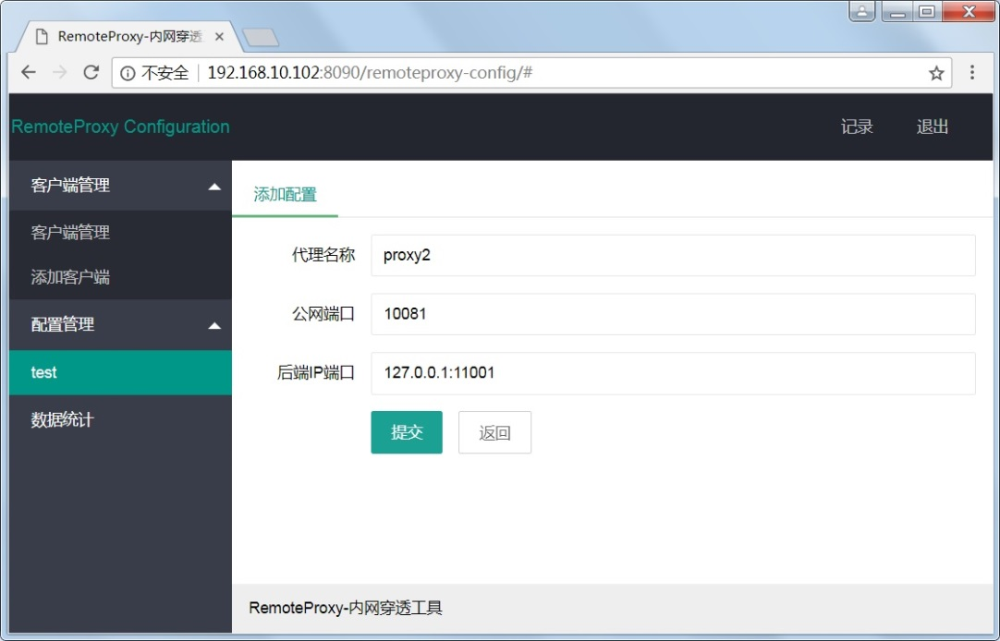 RemoteProxy-内网穿透
不安全 192.168.10.102:8090/remoteproxy-config/#
RemoteProxy Configuration
记录
退出
客户端管理
客户端管理
添加客户端
配置管理
test
数据统计
添加配置
代理名称 proxy2
公网端口 10081
后端IP端口 127.0.0.1:11001
提交 返回
RemoteProxy-内网穿透工具